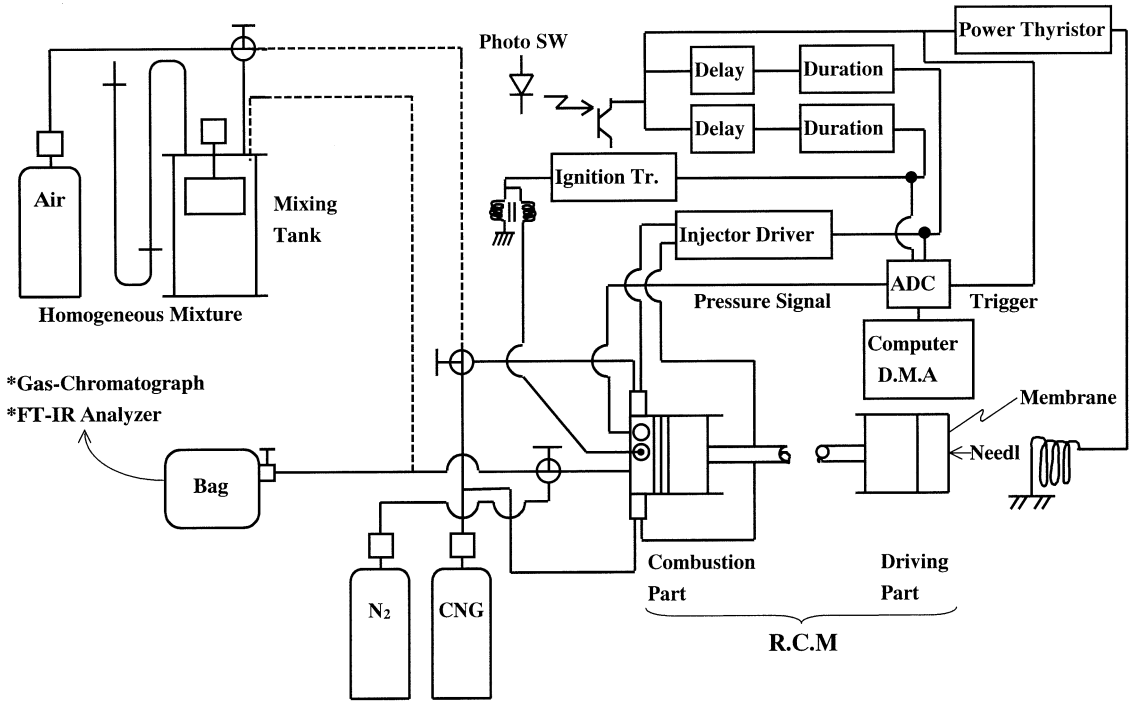 Photo SW
Power Thyristor
Delay
Duration
Delay
Duration
Ignition Tr.
Air
Mixing
Tank
Injector Driver
ADC
Pressure Signal
Trigger
Homogeneous Mixture
Computer
D.M.A
*Gas-Chromatograph
*FT-IR Analyzer
Membrane
Needl
Bag
Combustion
Part
Driving
Part
N2
CNG
R.C.M